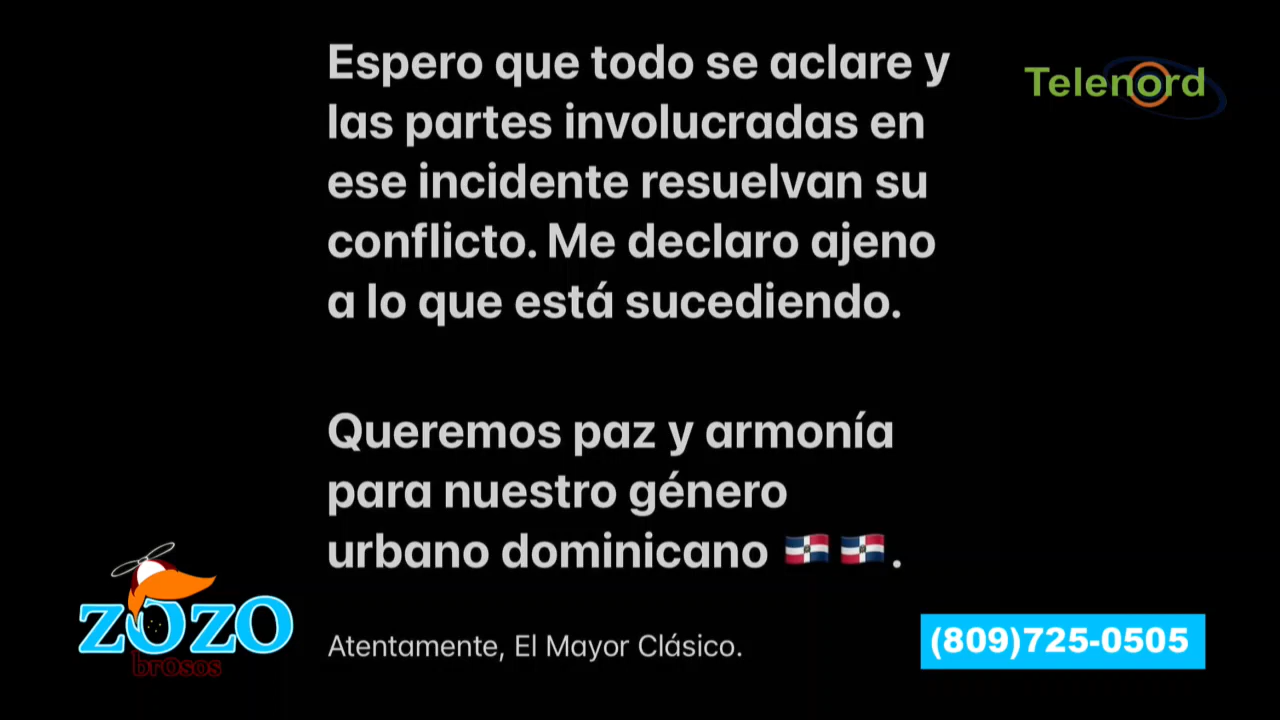 Espero que todo se aclare y
las partes involucradas en
ese incidente resuelvan su
conflicto. Me declaro ajeno
a lo que está sucediendo.
Queremos paz y armonía
para nuestro género
urbano dominicano 🇩🇴 🇩🇴.
Atentamente, El Mayor Clásico.
Telenord
zozo
brosos
(809)725-0505